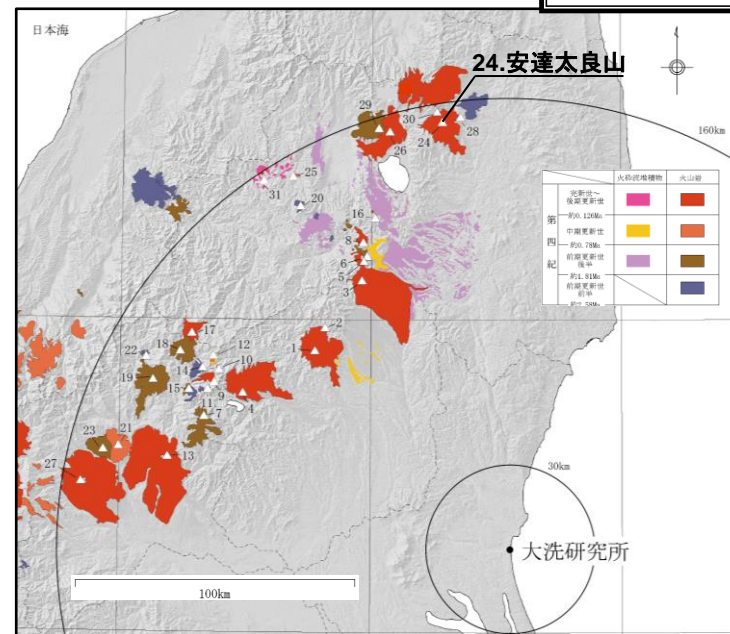 日本海
24.安達太良山
160km
29
30
24
28
26
25
31
20
16
8
6
5
3
火砕流堆積物 火山岩
第四紀
完新世～
後期更新世
約0.126Ma
中期更新世
約0.78Ma
前期更新世
後半
約1.81Ma
前期更新世
前半
約2.58Ma
17
2
18
12
1
22
14
10
19
15
9
4
11
7
23
21
13
27
30km
大洗研究所
100km